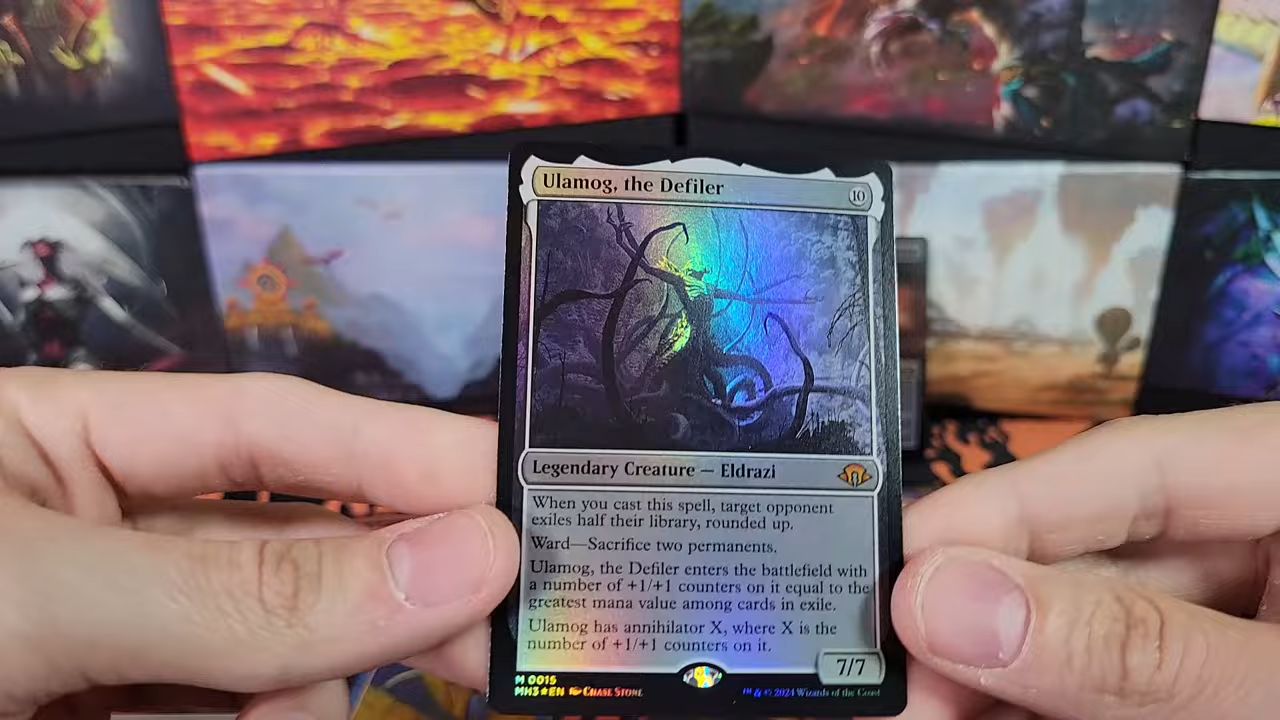 Ulamog, the Defiler
10
Legendary Creature — Eldrazi
When you cast this spell, target opponent
exiles half their library, rounded up.
Ward—Sacrifice two permanents.
Ulamog, the Defiler enters the battlefield with
a number of +1/+1 counters on it equal to the
greatest mana value among cards in exile.
Ulamog has annihilator X, where X is the
number of +1/+1 counters on it.
7/7
M 0015
MH3★EN Chase Stone
™ & © 2024 Wizards of the Coast